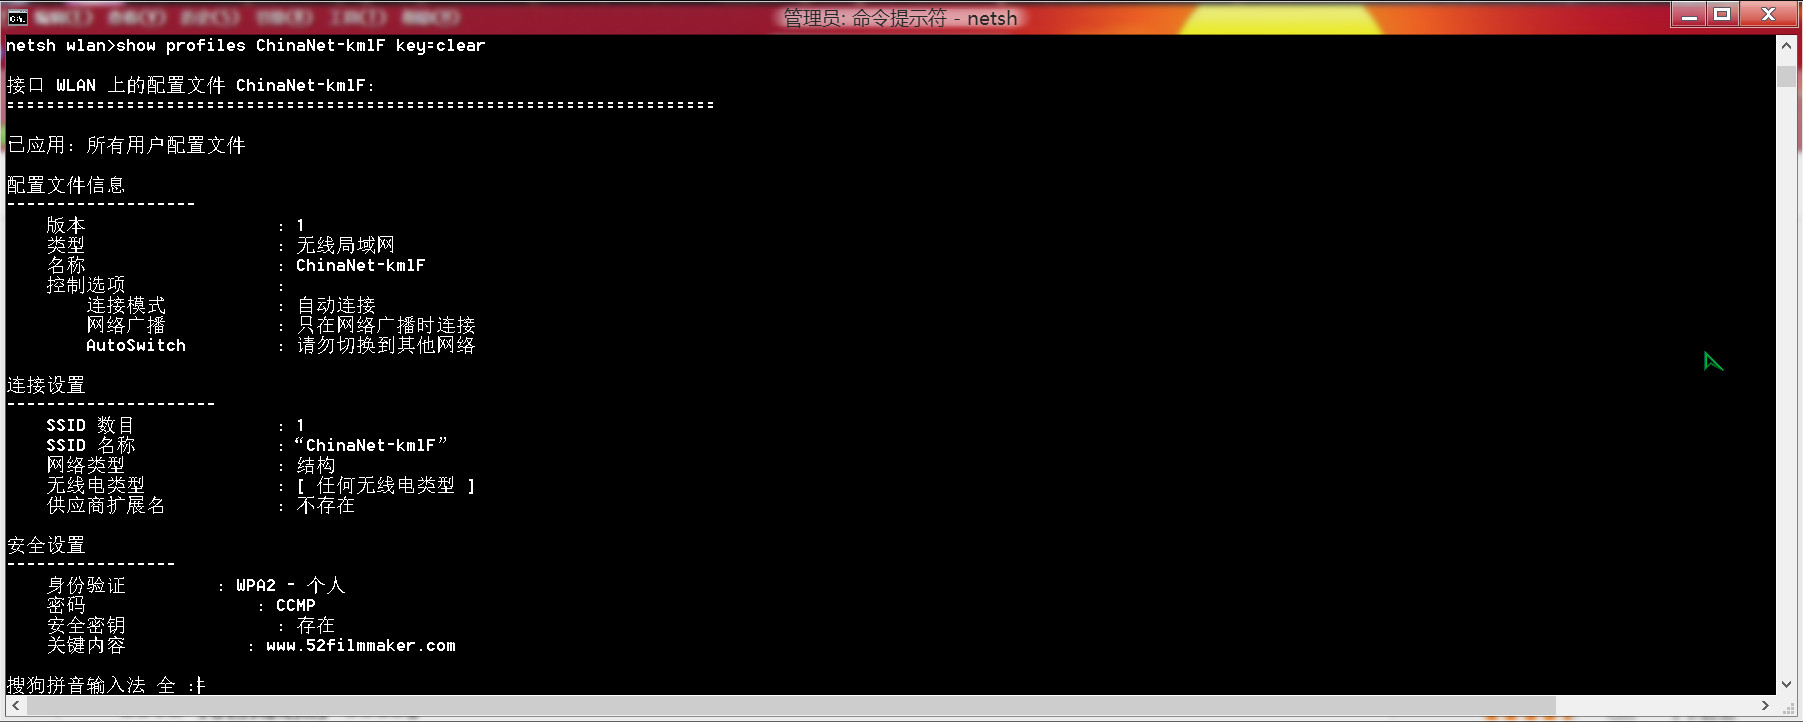 管理员: 命令提示符 - netsh
netsh wlan>show profiles ChinaNet-kmlF key=clear
接口 WLAN 上的配置文件 ChinaNet-kmlF:
=======================================================================
已应用: 所有用户配置文件
配置文件信息
-------------------
版本 : 1
类型 : 无线局域网
名称 : ChinaNet-kmlF
控制选项 :
连接模式 : 自动连接
网络广播 : 只在网络广播时连接
AutoSwitch : 请勿切换到其他网络
连接设置
---------------------
SSID 数目 : 1
SSID 名称 :“ChinaNet-kmlF”
网络类型 : 结构
无线电类型 : [ 任何无线电类型 ]
供应商扩展名 : 不存在
安全设置
-----------------
身份验证 : WPA2 - 个人
密码 : CCMP
安全密钥 : 存在
关键内容 : www.52filmmaker.com
搜狗拼音输入法 全 :